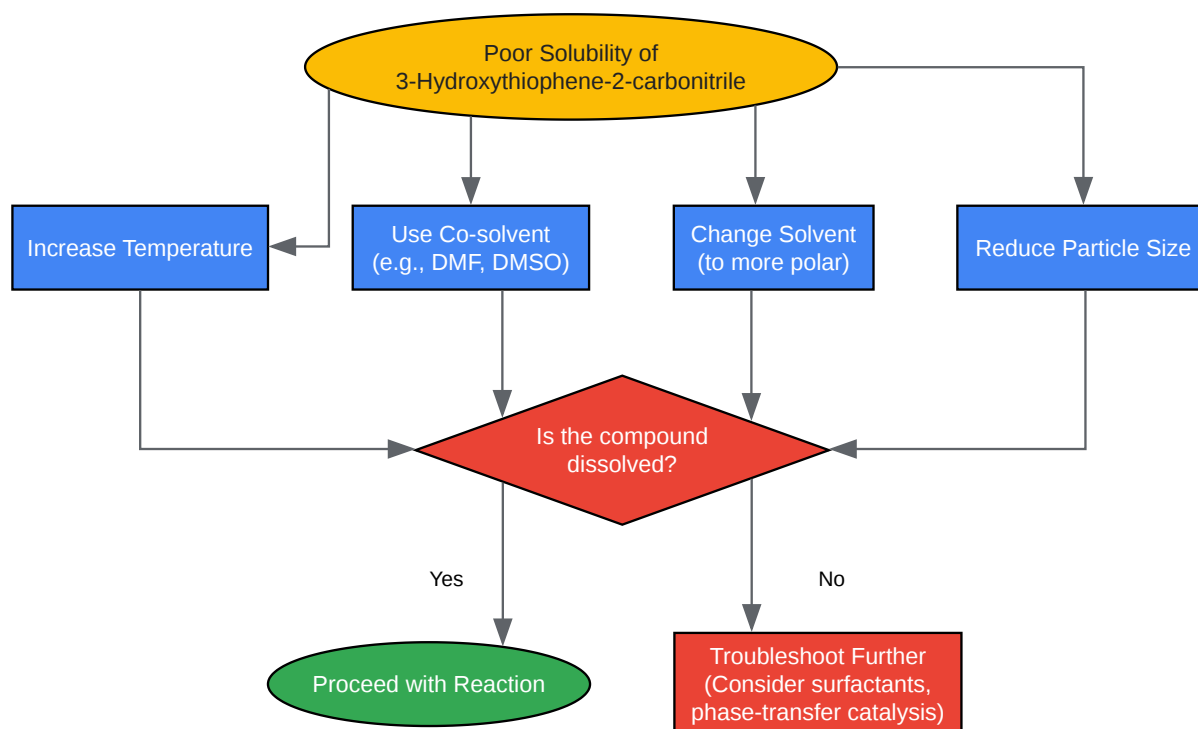 Poor Solubility of
3-Hydroxythiophene-2-carbonitrile
Increase Temperature
Use Co-solvent
(e.g., DMF, DMSO)
Change Solvent
(to more polar)
Reduce Particle Size
Is the compound
dissolved?
Yes
No
Proceed with Reaction
Troubleshoot Further
(Consider surfactants,
phase-transfer catalysis)